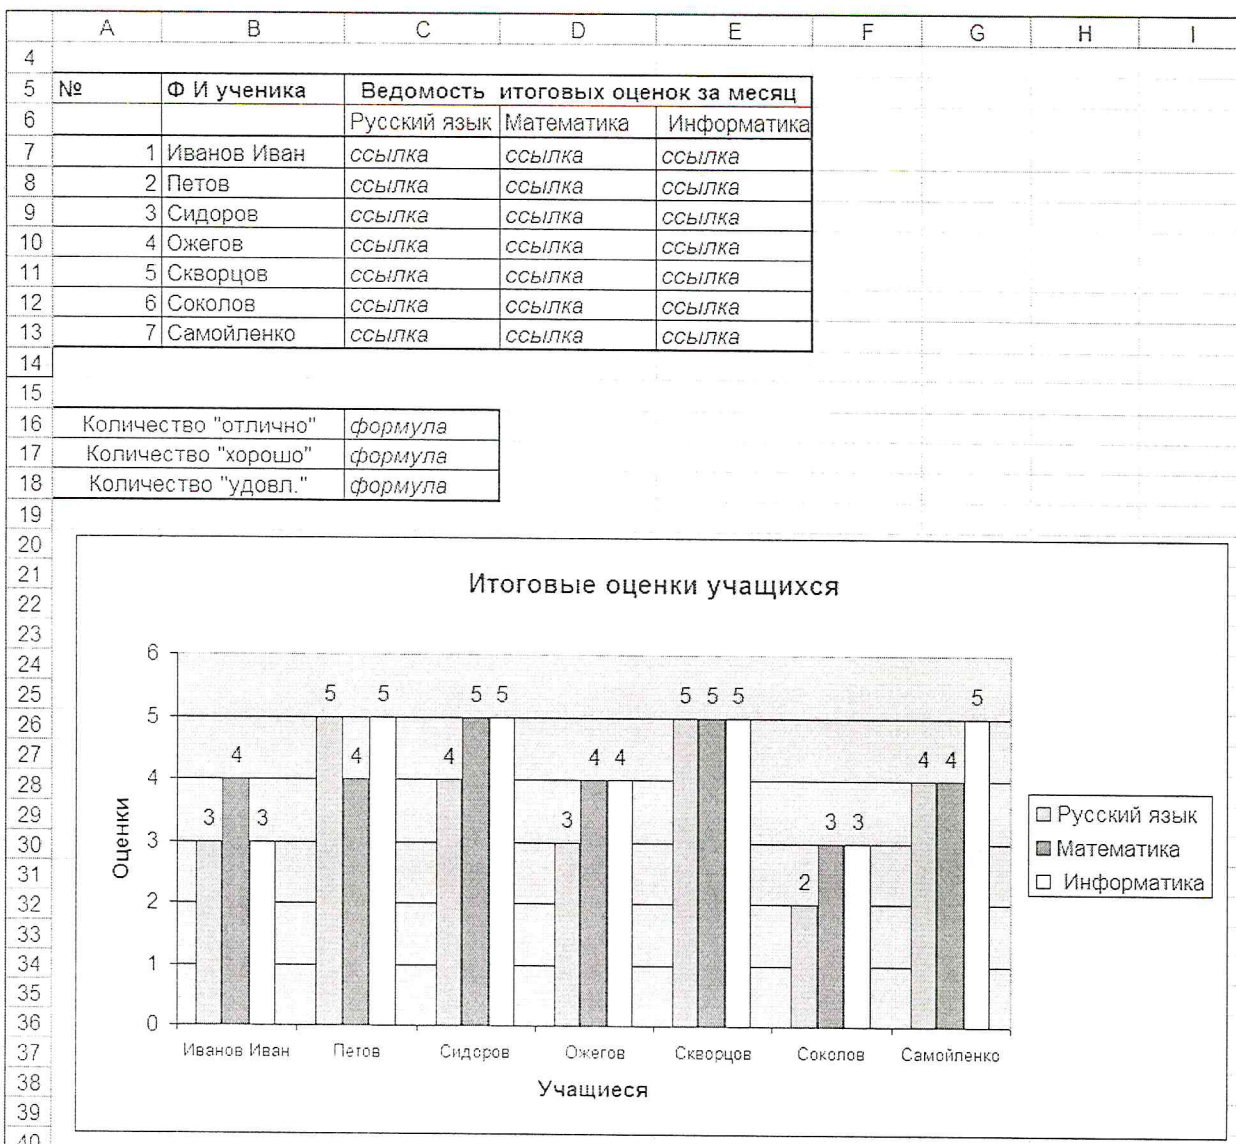 A B C D E F G H I
4
5 № Ф И ученика Ведомость итоговых оценок за месяц
6 Русский язык Математика Информатика
7 1 Иванов Иван ссылка ссылка ссылка
8 2 Петов ссылка ссылка ссылка
9 3 Сидоров ссылка ссылка ссылка
10 4 Ожегов ссылка ссылка ссылка
11 5 Скворцов ссылка ссылка ссылка
12 6 Соколов ссылка ссылка ссылка
13 7 Самойленко ссылка ссылка ссылка
14
15
16 Количество "отлично" формула
17 Количество "хорошо" формула
18 Количество "удовл." формула
19
20
21 Итоговые оценки учащихся
22
23
24 6
25 5 5 5 5 5 5 5 5
26 5
27 4 4 4 4 4 4 4
28 4
29 3 3 3 3 3 Русский язык
30 3 Математика
31 2 Информатика
32 2
33
34 1
35
36 0
37 Иванов Иван Петов Сидоров Ожегов Скворцов Соколов Самойленко
38 Учащиеся
39
40
Оценки